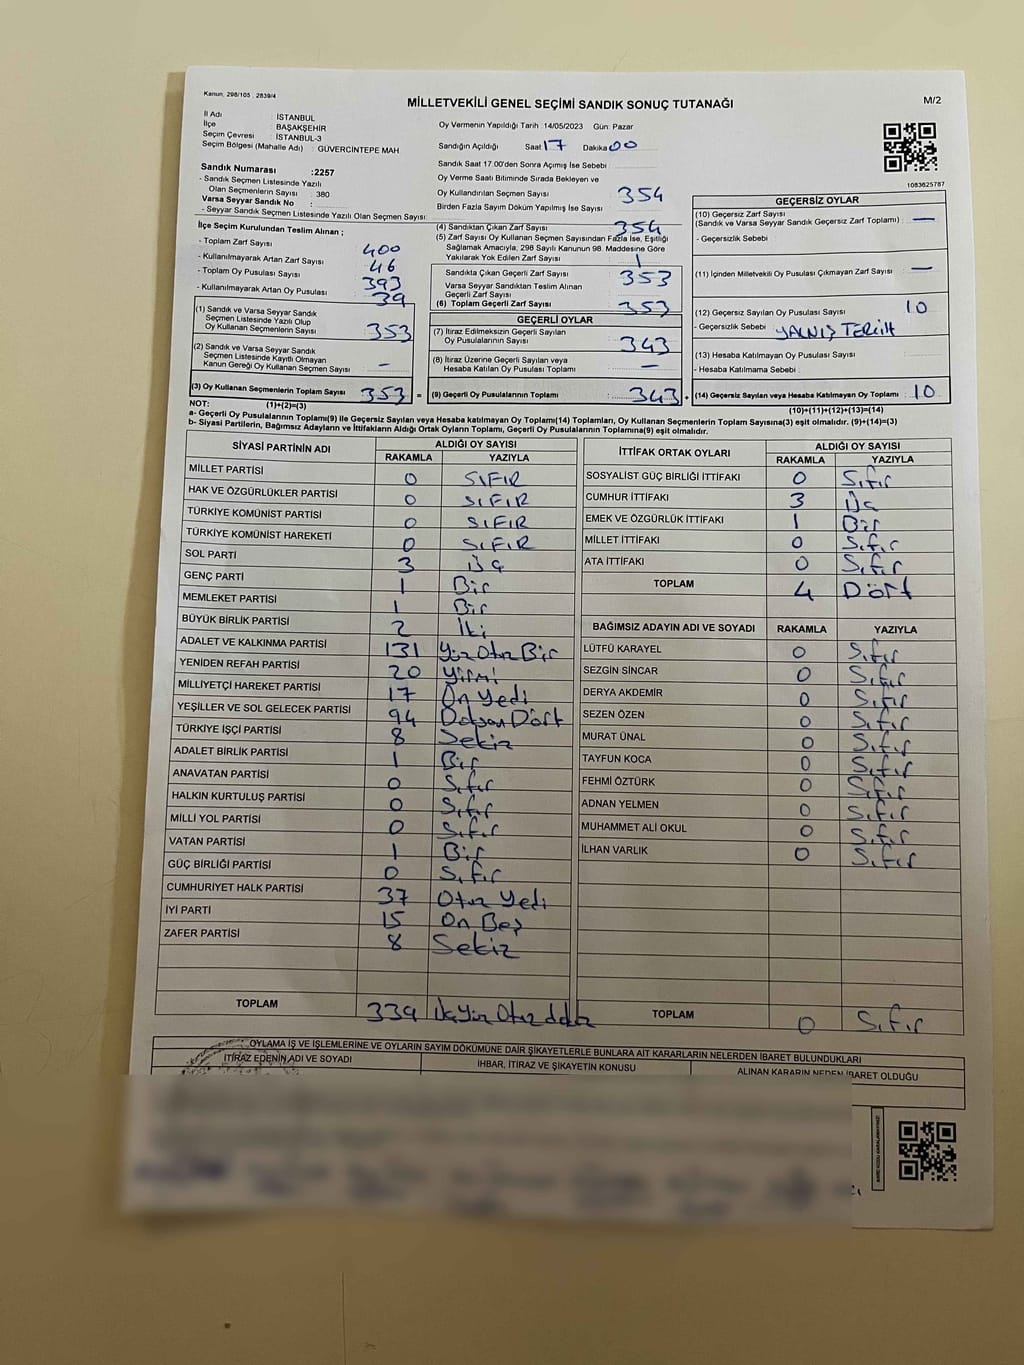 Kanun: 298/105 , 2839/4
MİLLETVEKİLİ GENEL SEÇİMİ SANDIK SONUÇ TUTANAĞI
M/2
İl Adı : İSTANBUL
İlçe : BAŞAKŞEHİR
Seçim Çevresi : İSTANBUL-3
Seçim Bölgesi (Mahalle Adı) : GÜVERCİNTEPE MAH.
Sandık Numarası :2257
- Sandık Seçmen Listesinde Yazılı
Olan Seçmenlerin Sayısı : 380
Varsa Seyyar Sandık No :
- Seyyar Sandık Seçmen Listesinde Yazılı Olan Seçmen Sayısı:
İlçe Seçim Kurulundan Teslim Alınan ;
- Toplam Zarf Sayısı : 400
- Kullanılmayarak Artan Zarf Sayısı : 46
- Toplam Oy Pusulası Sayısı : 393
- Kullanılmayarak Artan Oy Pusulası : 39
(1) Sandık ve Varsa Seyyar Sandık
Seçmen Listesinde Yazılı Olup
Oy Kullanan Seçmenlerin Sayısı : 353
(2) Sandık ve Varsa Seyyar Sandık
Seçmen Listesinde Kayıtlı Olmayan
Kanun Gereği Oy Kullanan Seçmen Sayısı : -
(3) Oy Kullanan Seçmenlerin Toplam Sayısı : 353 =
Oy Vermenin Yapıldığı Tarih :14/05/2023 Gün: Pazar
Sandığın Açıldığı Saat 17 Dakika 00
Sandık Saat 17.00'den Sonra Açımış İse Sebebi :
Oy Verme Saati Bitiminde Sırada Bekleyen ve
Oy Kullandırılan Seçmen Sayısı : 354
Birden Fazla Sayım Döküm Yapılmış İse Sayısı :
(4) Sandıktan Çıkan Zarf Sayısı : 354
(5) Zarf Sayısı Oy Kullanan Seçmen Sayısından Fazla İse, Eşitliği
Sağlamak Amacıyla, 298 Sayılı Kanunun 98. Maddesine Göre
Yakılarak Yok Edilen Zarf Sayısı : 1
Sandıkta Çıkan Geçerli Zarf Sayısı : 353
Varsa Seyyar Sandıktan Teslim Alınan
Geçerli Zarf Sayısı
(6) Toplam Geçerli Zarf Sayısı : 353
GEÇERLİ OYLAR
(7) İtiraz Edilmeksizin Geçerli Sayılan
Oy Pusulalarının Sayısı : 343
(8) İtiraz Üzerine Geçerli Sayılan veya
Hesaba Katılan Oy Pusulası Toplamı : —
(9) Geçerli Oy Pusulalarının Toplamı : 343 +
1083625787
GEÇERSİZ OYLAR
(10) Geçersiz Zarf Sayısı
(Sandık ve Varsa Seyyar Sandık Geçersiz Zarf Toplamı) : —
- Geçersizlik Sebebi :
(11) İçinden Milletvekili Oy Pusulası Çıkmayan Zarf Sayısı : —
(12) Geçersiz Sayılan Oy Pusulası Sayısı : 10
- Geçersizlik Sebebi : YALNIŞ TERCİH
(13) Hesaba Katılmayan Oy Pusulası Sayısı :
- Hesaba Katılmama Sebebi :
(14) Geçersiz Sayılan veya Hesaba Katılmayan Oy Toplamı : 10
NOT: (1)+(2)=(3)
(10)+(11)+(12)+(13)=(14)
a- Geçerli Oy Pusulalarının Toplamı(9) ile Geçersiz Sayılan veya Hesaba katılmayan Oy Toplamı(14) Toplamları, Oy Kullanan Seçmenlerin Toplam Sayısına(3) eşit olmalıdır. (9)+(14)=(3)
b- Siyasi Partilerin, Bağımsız Adayların ve İttifakların Aldığı Ortak Oyların Toplamı, Geçerli Oy Pusulalarının Toplamına(9) eşit olmalıdır.
SİYASİ PARTİNİN ADI
ALDIĞI OY SAYISI
RAKAMLA YAZIYLA
MİLLET PARTİSİ 0 SIFIR
HAK VE ÖZGÜRLÜKLER PARTİSİ 0 SIFIR
TÜRKİYE KOMÜNİST PARTİSİ 0 SIFIR
TÜRKİYE KOMÜNİST HAREKETİ 0 SIFIR
SOL PARTİ 3 Üç
GENÇ PARTİ 1 Bir
MEMLEKET PARTİSİ 1 Bir
BÜYÜK BİRLİK PARTİSİ 2 İki
ADALET VE KALKINMA PARTİSİ 131 Yüz Otuz Bir
YENİDEN REFAH PARTİSİ 20 Yirmi
MİLLİYETÇİ HAREKET PARTİSİ 17 On Yedi
YEŞİLLER VE SOL GELECEK PARTİSİ 94 Doksan Dört
TÜRKİYE İŞÇİ PARTİSİ 8 Sekiz
ADALET BİRLİK PARTİSİ 1 Bir
ANAVATAN PARTİSİ 0 Sıfır
HALKIN KURTULUŞ PARTİSİ 0 Sıfır
MİLLİ YOL PARTİSİ 0 Sıfır
VATAN PARTİSİ 1 Bir
GÜÇ BİRLİĞİ PARTİSİ 0 Sıfır
CUMHURİYET HALK PARTİSİ 37 Otuz Yedi
İYİ PARTİ 15 On Beş
ZAFER PARTİSİ 8 Sekiz
TOPLAM 339 Üçyüz Otuz dokuz
İTTİFAK ORTAK OYLARI
ALDIĞI OY SAYISI
RAKAMLA YAZIYLA
SOSYALİST GÜÇ BİRLİĞİ İTTİFAKI 0 Sıfır
CUMHUR İTTİFAKI 3 Üç
EMEK VE ÖZGÜRLÜK İTTİFAKI 1 Bir
MİLLET İTTİFAKI 0 Sıfır
ATA İTTİFAKI 0 Sıfır
TOPLAM 4 Dört
BAĞIMSIZ ADAYIN ADI VE SOYADI RAKAMLA YAZIYLA
LÜTFÜ KARAYEL 0 Sıfır
SEZGİN SİNCAR 0 Sıfır
DERYA AKDEMİR 0 Sıfır
SEZEN ÖZEN 0 Sıfır
MURAT ÜNAL 0 Sıfır
TAYFUN KOCA 0 Sıfır
FEHMİ ÖZTÜRK 0 Sıfır
ADNAN YELMEN 0 Sıfır
MUHAMMET ALİ OKUL 0 Sıfır
İLHAN VARLIK 0 Sıfır
TOPLAM 0 Sıfır
OYLAMA İŞ VE İŞLEMLERİNE VE OYLARIN SAYIM DÖKÜMÜNE DAİR ŞİKAYETLERLE BUNLARA AİT KARARLARIN NELERDEN İBARET BULUNDUKLARI
İTİRAZ EDENİN ADI VE SOYADI
İHBAR, İTİRAZ VE ŞİKAYETİN KONUSU
ALINAN KARARIN NEDEN İBARET OLDUĞU